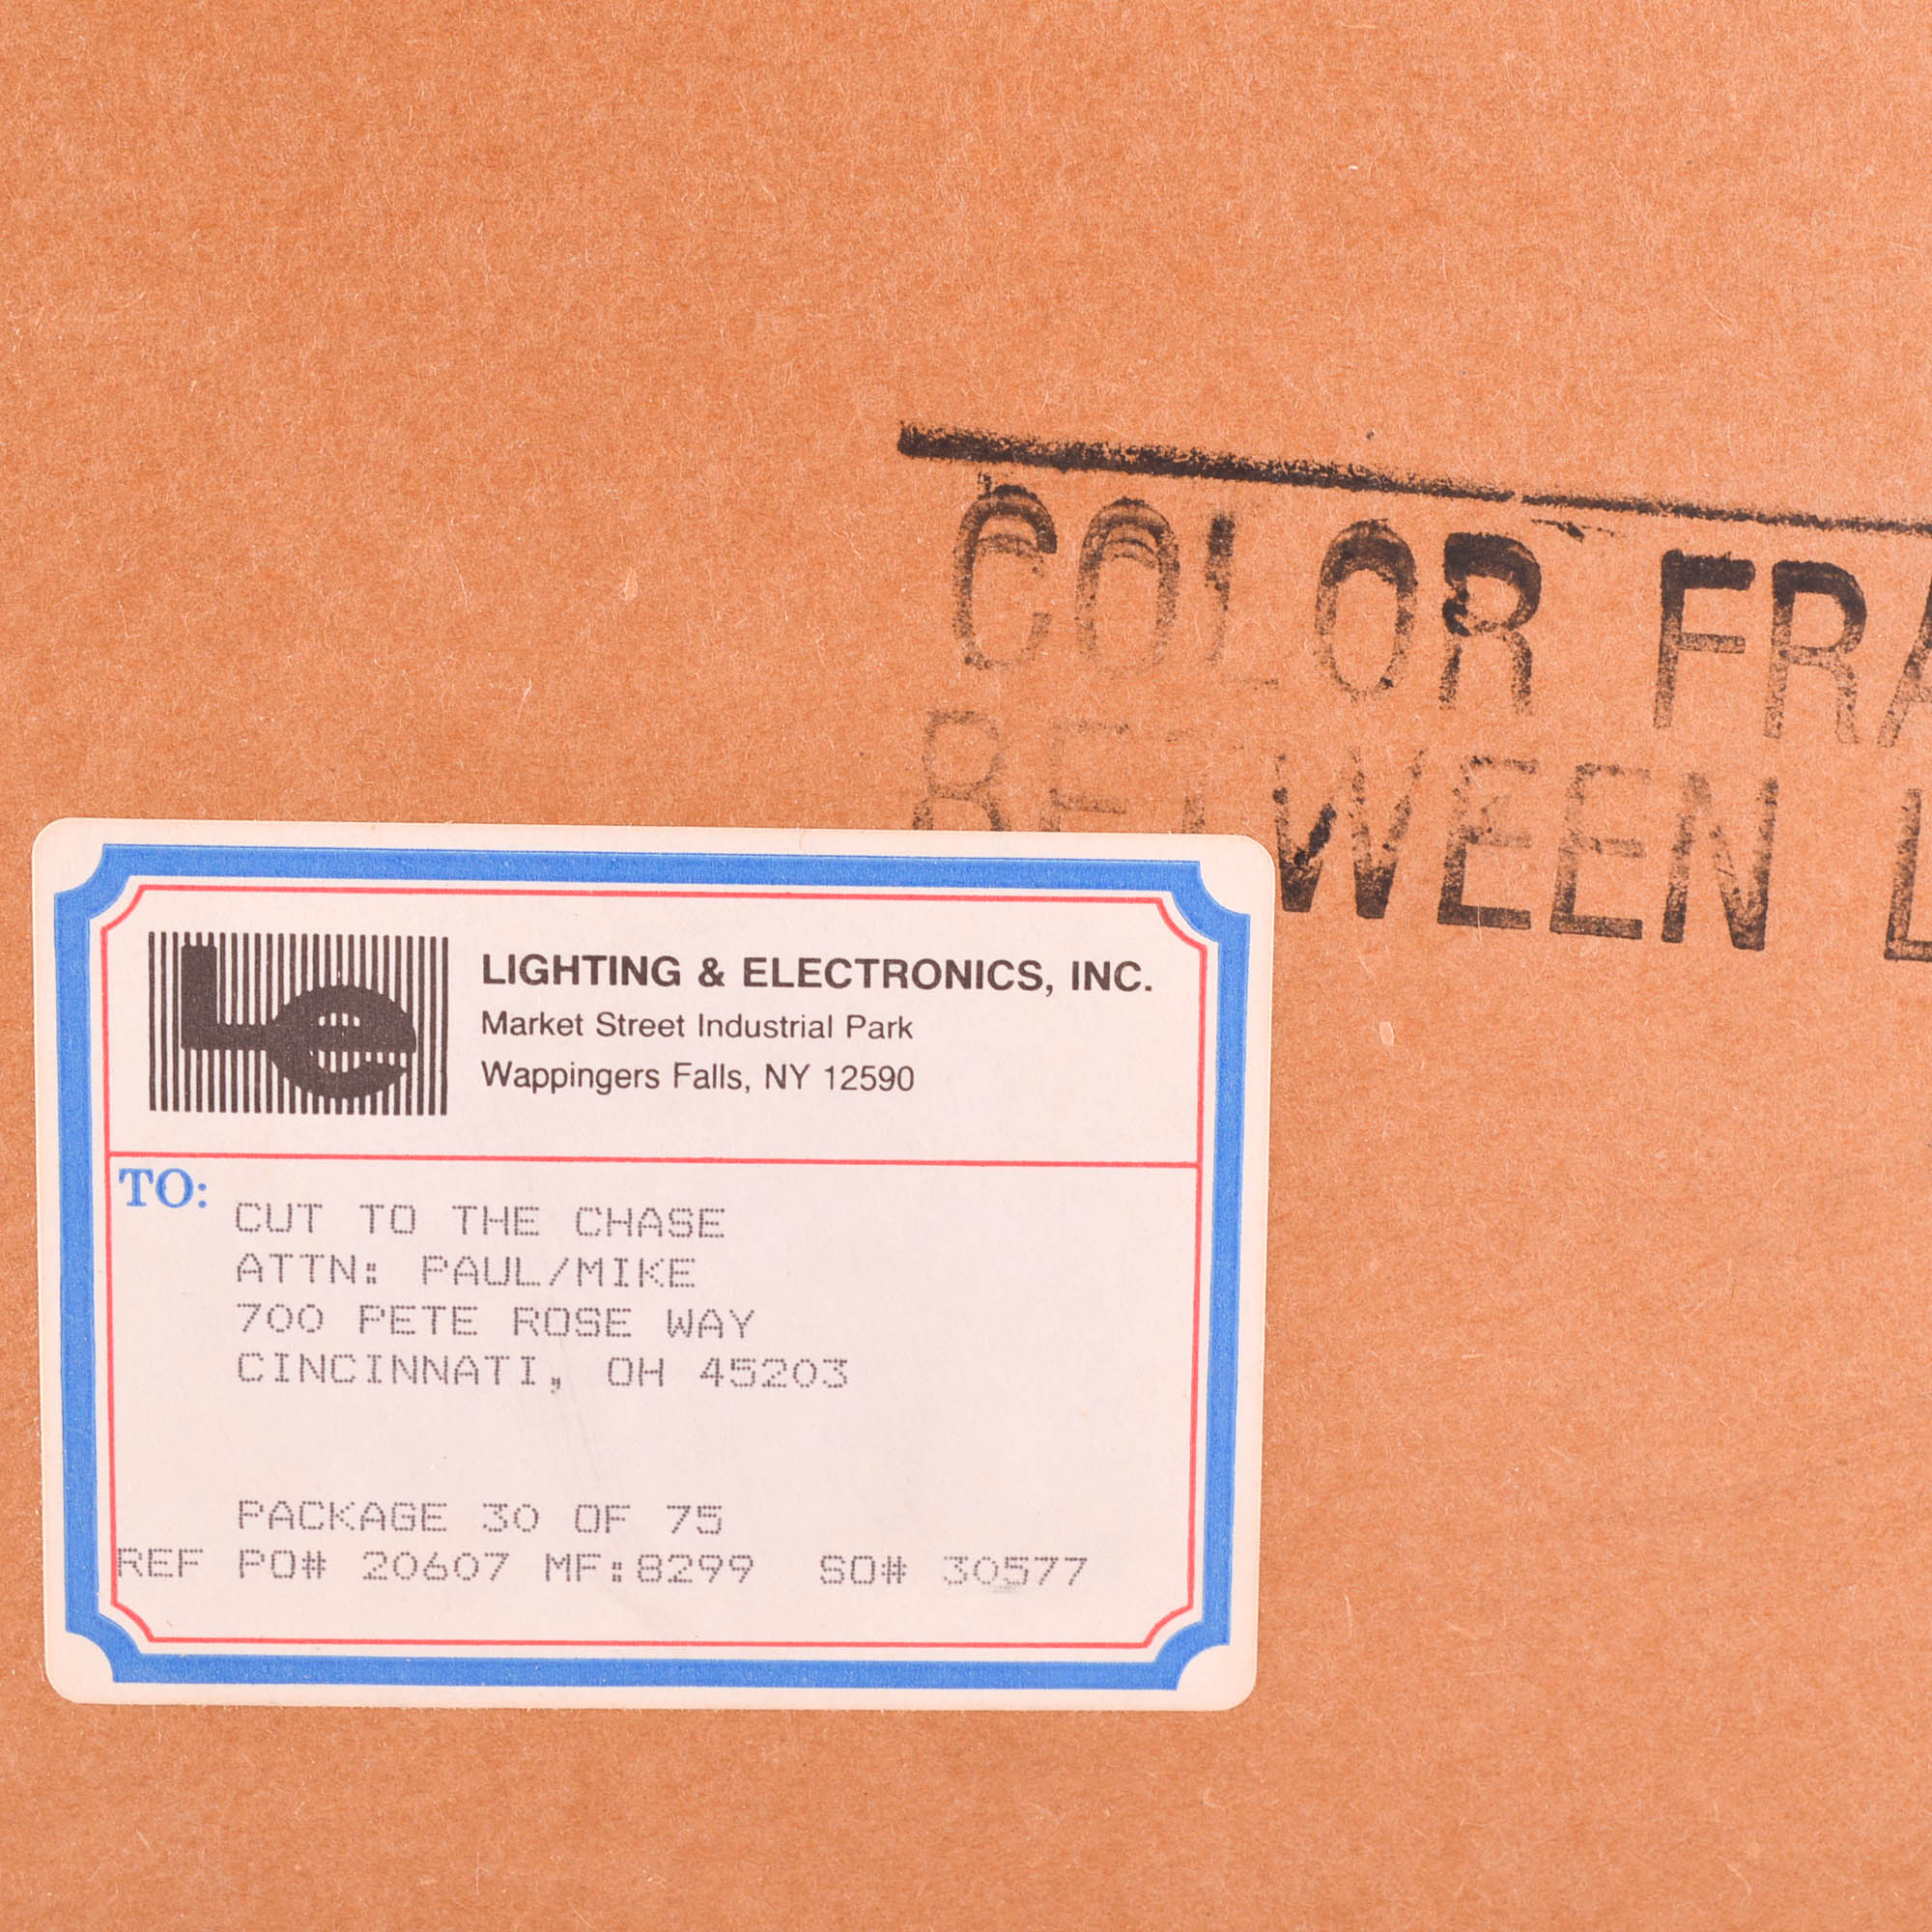 COLOR FRA
BETWEEN L
Le
LIGHTING & ELECTRONICS, INC.
Market Street Industrial Park
Wappingers Falls, NY 12590
TO:
CUT TO THE CHASE
ATTN: PAUL/MIKE
700 PETE ROSE WAY
CINCINNATI, OH 45203
PACKAGE 30 OF 75
REF PO# 20607 MF:8299 SO# 30577